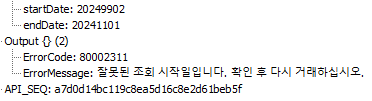 startDate: 20249902
endDate: 20241101
Output {} (2)
ErrorCode: 80002311
ErrorMessage: 잘못된 조회 시작일입니다. 확인 후 다시 거래하십시오.
API_SEQ: a7d0d14bc119c8ea5d16c8e2d61beb5f